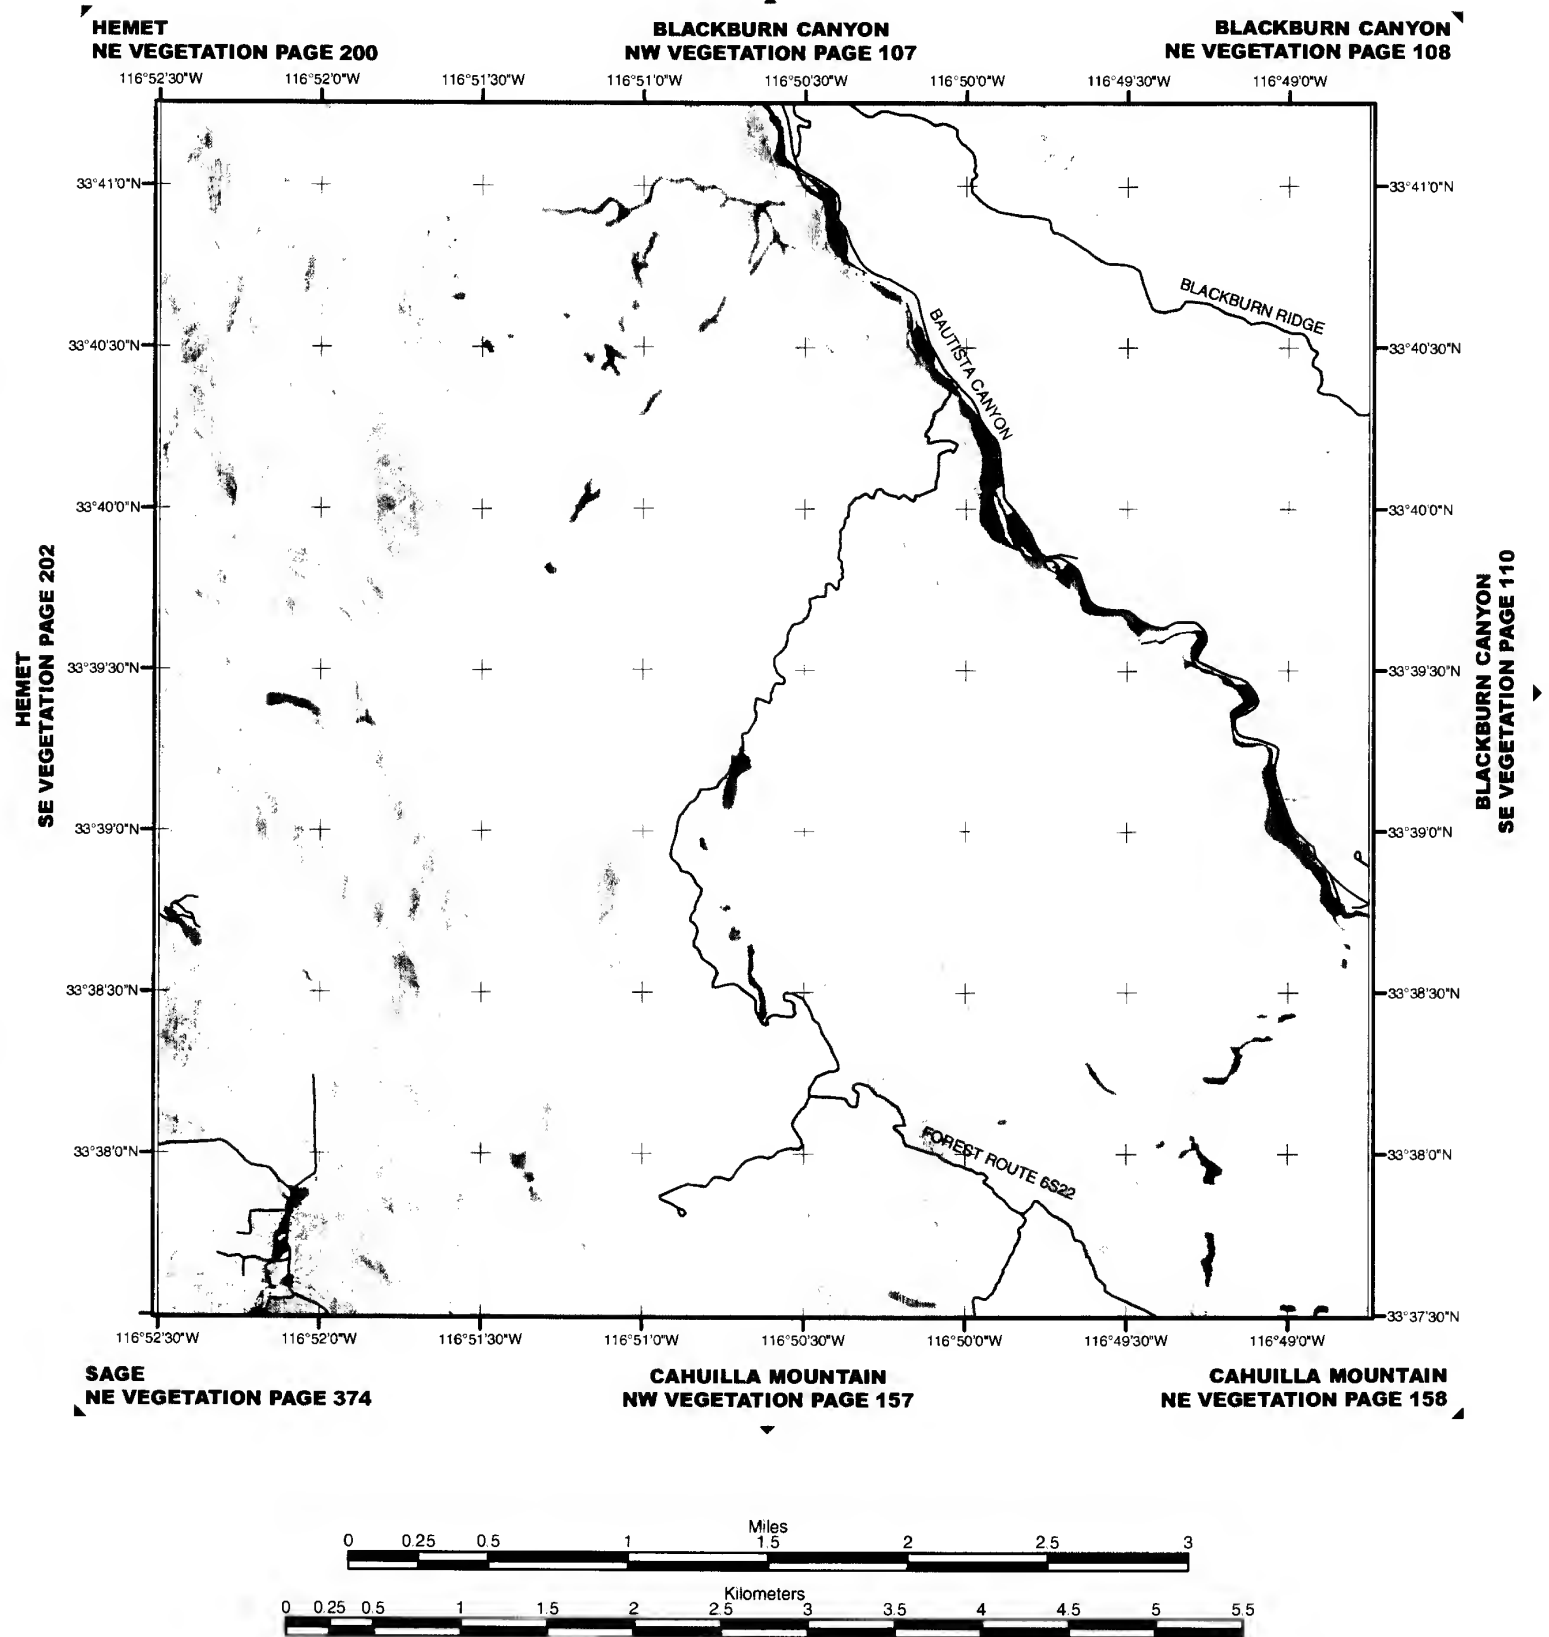 HEMET
NE VEGETATION PAGE 200
BLACKBURN CANYON
NW VEGETATION PAGE 107
BLACKBURN CANYON
NE VEGETATION PAGE 108
116°52'30"W 116°52'0"W 116°51'30"W 116°51'0"W 116°50'30"W 116°50'0"W 116°49'30"W 116°49'0"W
33°41'0"N 33°41'0"N
BLACKBURN RIDGE
BAUTISTA CANYON
33°40'30"N 33°40'30"N
33°40'0"N 33°40'0"N
HEMET
SE VEGETATION PAGE 202
BLACKBURN CANYON
SE VEGETATION PAGE 110
33°39'30"N 33°39'30"N
33°39'0"N 33°39'0"N
33°38'30"N 33°38'30"N
FOREST ROUTE 6S22
33°38'0"N 33°38'0"N
33°37'30"N
116°52'30"W 116°52'0"W 116°51'30"W 116°51'0"W 116°50'30"W 116°50'0"W 116°49'30"W 116°49'0"W
SAGE
NE VEGETATION PAGE 374
CAHUILLA MOUNTAIN
NW VEGETATION PAGE 157
CAHUILLA MOUNTAIN
NE VEGETATION PAGE 158
Miles
0 0.25 0.5 1 1.5 2 2.5 3
Kilometers
0 0.25 0.5 1 1.5 2 2.5 3 3.5 4 4.5 5 5.5